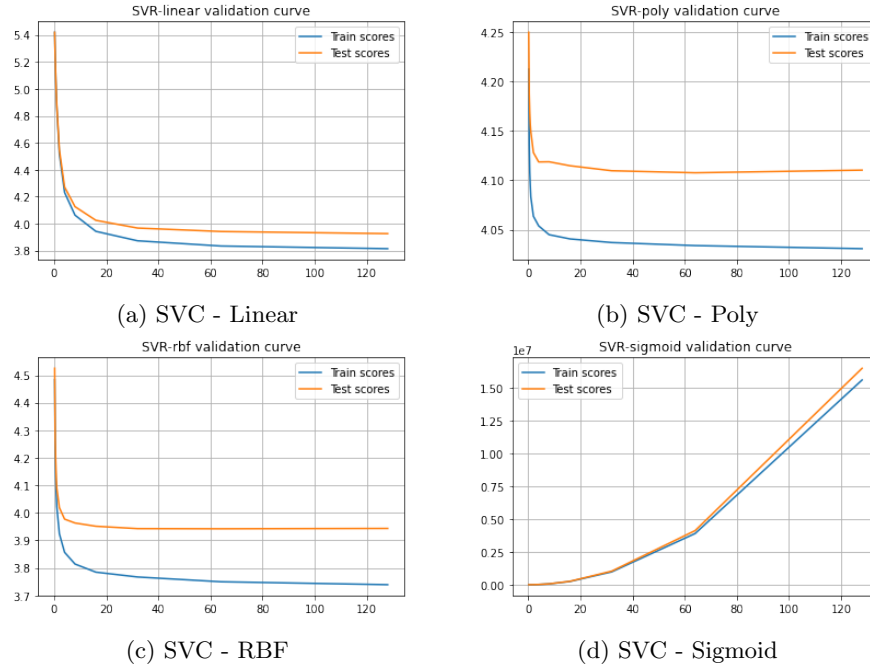 SVR-linear validation curve
Train scores
Test scores
5.4
5.2
5.0
4.8
4.6
4.4
4.2
4.0
3.8
0 20 40 60 80 100 120
(a) SVC - Linear
SVR-poly validation curve
Train scores
Test scores
4.25
4.20
4.15
4.10
4.05
0 20 40 60 80 100 120
(b) SVC - Poly
SVR-rbf validation curve
Train scores
Test scores
4.5
4.4
4.3
4.2
4.1
4.0
3.9
3.8
3.7
0 20 40 60 80 100 120
(c) SVC - RBF
SVR-sigmoid validation curve
1e7
Train scores
Test scores
1.50
1.25
1.00
0.75
0.50
0.25
0.00
0 20 40 60 80 100 120
(d) SVC - Sigmoid